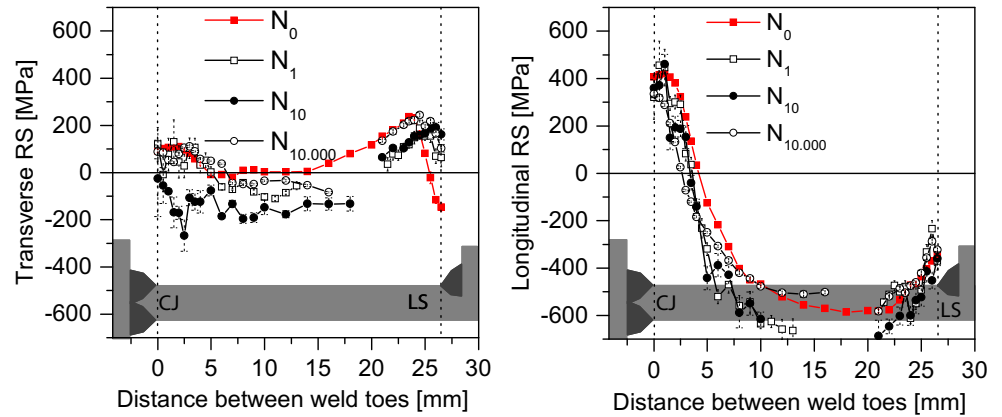 Transverse RS [MPa]
600
400
200
0
-200
-400
-600
N0
N1
N10
N10.000
CJ
LS
0 5 10 15 20 25 30
Distance between weld toes [mm]
Longitudinal RS [MPa]
600
400
200
0
-200
-400
-600
N0
N1
N10
N10.000
CJ
LS
0 5 10 15 20 25 30
Distance between weld toes [mm]